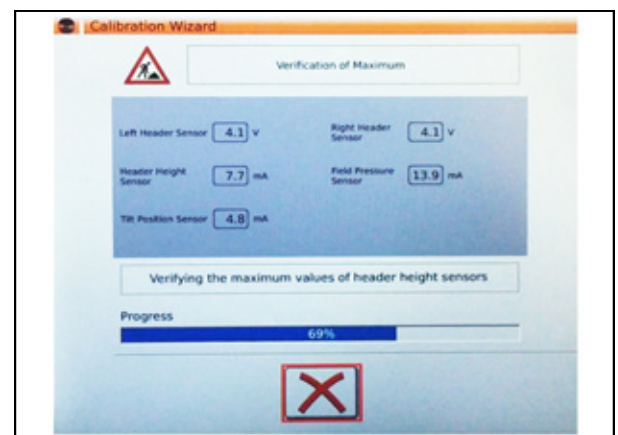 Calibration Wizard
Verification of Maximum
Left Header Sensor 4.1 V
Right Header Sensor 4.1 V
Header Height Sensor 7.7 mA
Field Pressure Sensor 13.9 mA
Tilt Position Sensor 4.8 mA
Verifying the maximum values of header height sensors
Progress
69%